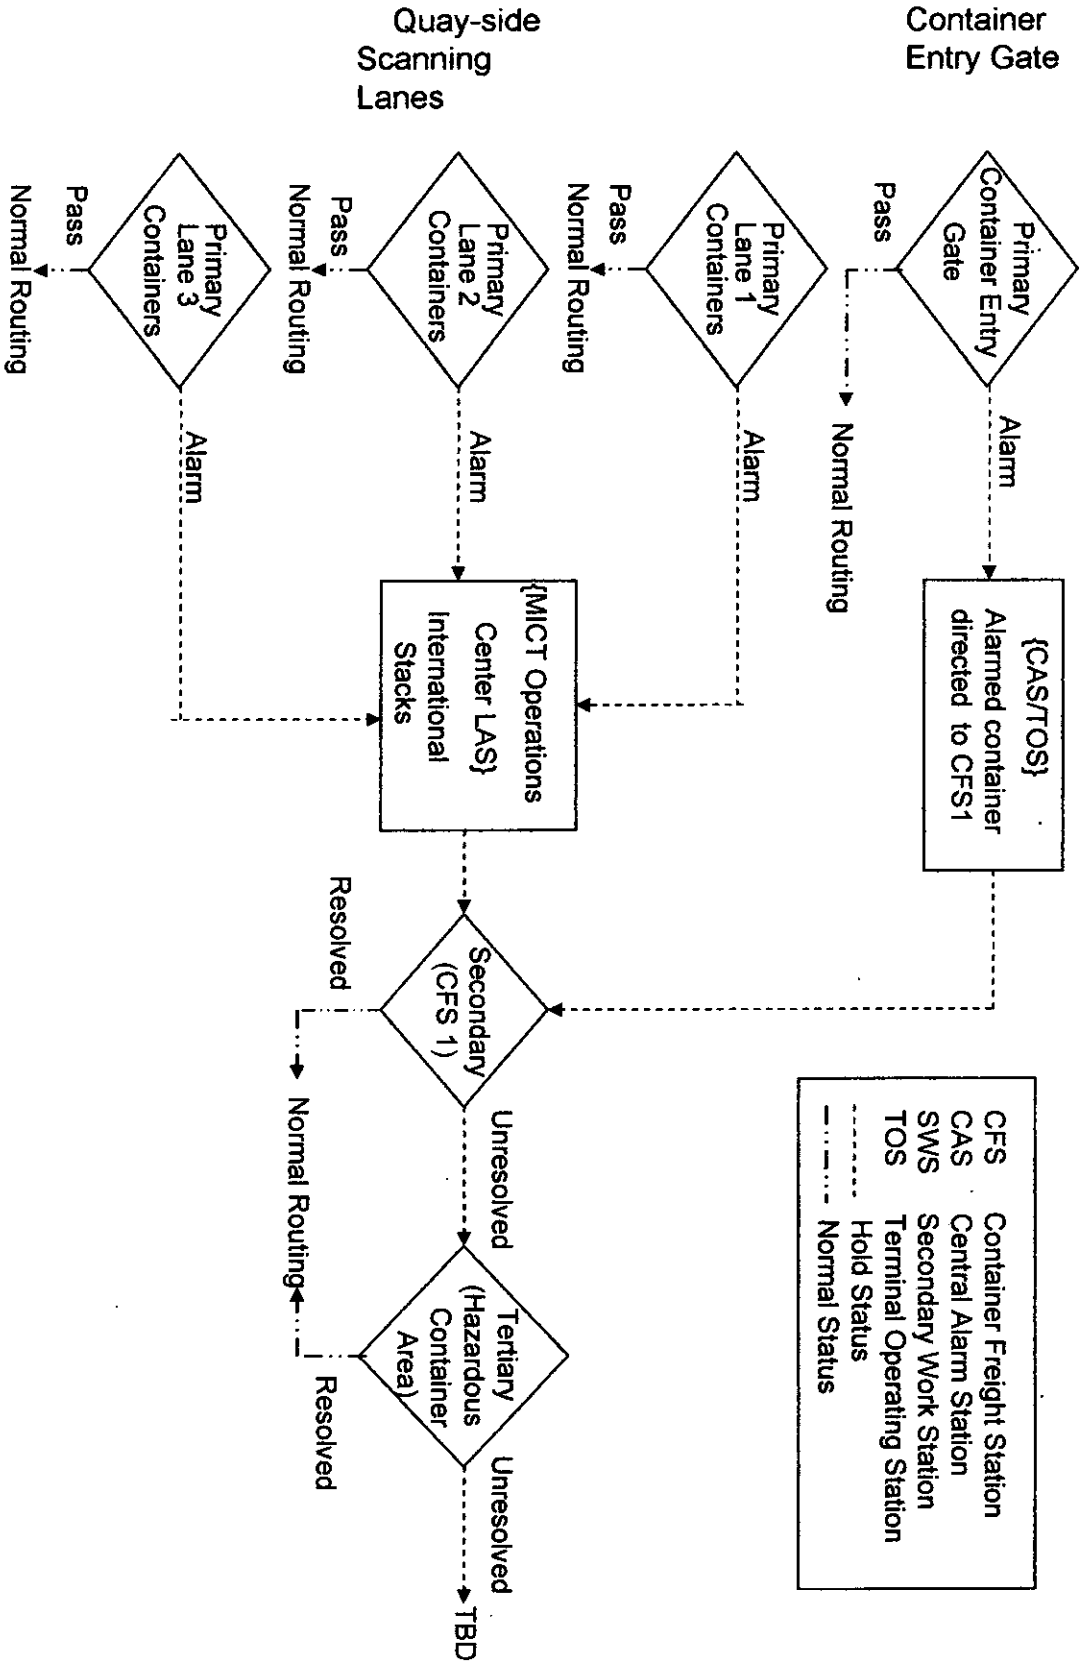 Container
Entry Gate
Quay-side
Scanning
Lanes
Primary
Container Entry
Gate
Pass
Normal Routing
Alarm
{CAS/TOS}
Alarmed container
directed to CFS1
Primary
Lane 1
Containers
Pass
Normal Routing
Alarm
Primary
Lane 2
Containers
Pass
Normal Routing
Alarm
Primary
Lane 3
Containers
Pass
Normal Routing
Alarm
{MICT Operations
Center LAS}
International
Stacks
Secondary
(CFS 1)
Resolved
Normal Routing
Unresolved
Tertiary
(Hazardous
Container
Area)
Resolved
Unresolved
TBD
CFS Container Freight Station
CAS Central Alarm Station
SWS Secondary Work Station
TOS Terminal Operating Station
Hold Status
Normal Status